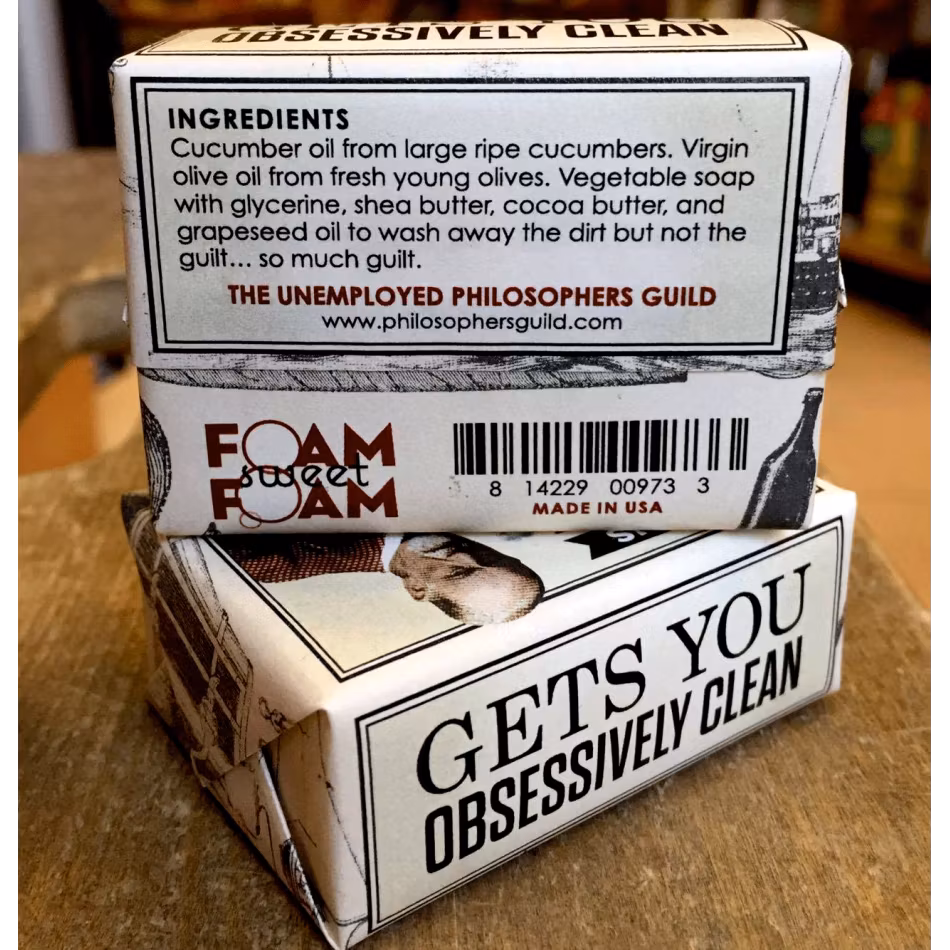 OBSESSIVELY CLEAN
INGREDIENTS
Cucumber oil from large ripe cucumbers. Virgin
olive oil from fresh young olives. Vegetable soap
with glycerine, shea butter, cocoa butter, and
grapeseed oil to wash away the dirt but not the
guilt... so much guilt.
THE UNEMPLOYED PHILOSOPHERS GUILD
www.philosophersguild.com
FOAM
sweet
FOAM
8 14229 00973 3
MADE IN USA
GETS YOU
OBSESSIVELY CLEAN